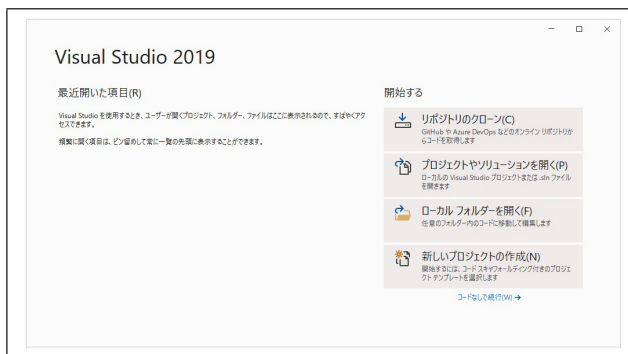 Visual Studio 2019
最近開いた項目(R)
Visual Studio を使用するとき、ユーザーが開くプロジェクト、フォルダー、ファイルはここに表示されるので、すばやくアク
セスできます。
頻繁に開く項目は、ピン留めして常に一覧の先頭に表示することができます。
開始する
リポジトリのクローン(C)
GitHub や Azure DevOps などのオンライン リポジトリか
らコードを取得します
プロジェクトやソリューションを開く(P)
ローカルの Visual Studio プロジェクトまたは .sln ファイル
を開きます
ローカル フォルダーを開く(F)
任意のフォルダー内のコードに移動して編集します
新しいプロジェクトの作成(N)
開始するには、コード スキャフォールディング付きのプロジェ
クト テンプレートを選択します
コードなしで続行(W) →